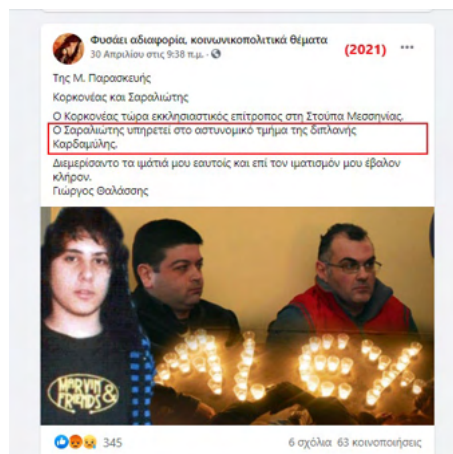 Φυσάει αδιαφορία, κοινωνικοπολιτικά θέματα
30 Απριλίου στις 9:38 π.μ. ·
(2021)
Της Μ. Παρασκευής
Κορκονέας και Σαραλιώτης
Ο Κορκονέας τώρα εκκλησιαστικός επίτροπος στη Στούπα Μεσσηνίας.
Ο Σαραλιώτης υπηρετεί στο αστυνομικό τμήμα της διπλανής
Καρδαμύλης.
Διεμερίσαντο τα ιμάτιά μου εαυτοίς και επί τον ιματισμόν μου έβαλον
κλήρον.
Γιώργος Θαλάσσης
MARVIN &
FRIENDS
ALEX
345
6 σχόλια 63 κοινοποιήσεις